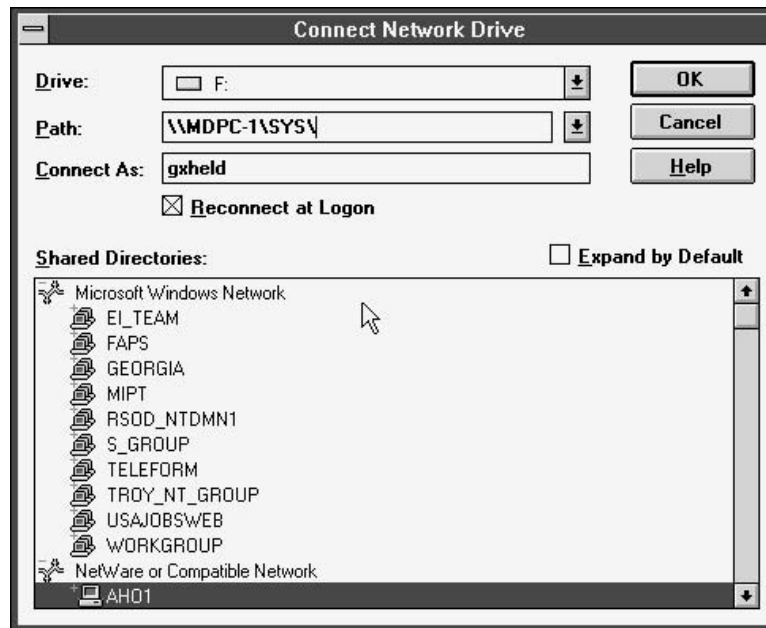 Connect Network Drive
Drive: F: OK
Path: \\MDPC-1\SYS\ Cancel
Connect As: gxheld Help
Reconnect at Logon
Shared Directories: Expand by Default
Microsoft Windows Network
EI_TEAM
FAPS
GEORGIA
MIPT
RSOD_NTDMN1
S_GROUP
TELEFORM
TROY_NT_GROUP
USAJOBSWEB
WORKGROUP
NetWare or Compatible Network
AHO1